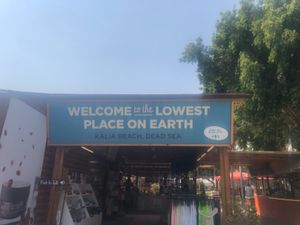 WELCOME to the LOWEST
PLACE ON EARTH
KALIA BEACH, DEAD SEA